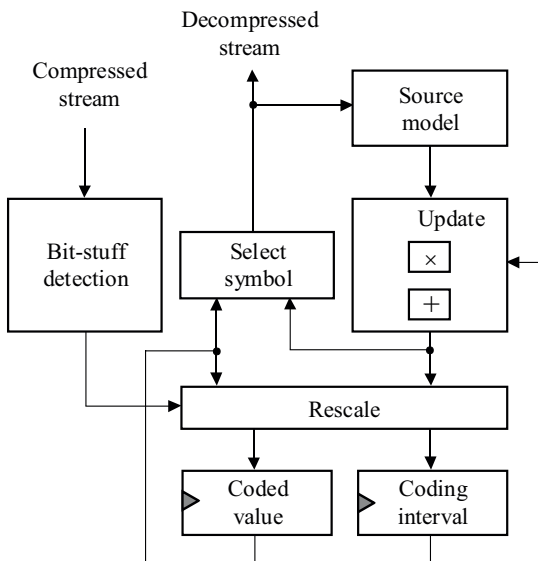 Decompressed
stream
Compressed
stream
Source
model
Update
×
+
Bit-stuff
detection
Select
symbol
Rescale
Coded
value
Coding
interval